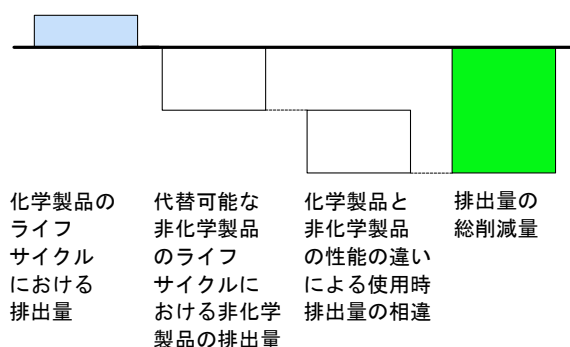 化学製品の
ライフ
サイクル
における
排出量
代替可能な
非化学製品
のライフ
サイクルに
おける非化学
製品の排出量
化学製品と
非化学製品
の性能の違い
による使用時
排出量の相違
排出量の
総削減量